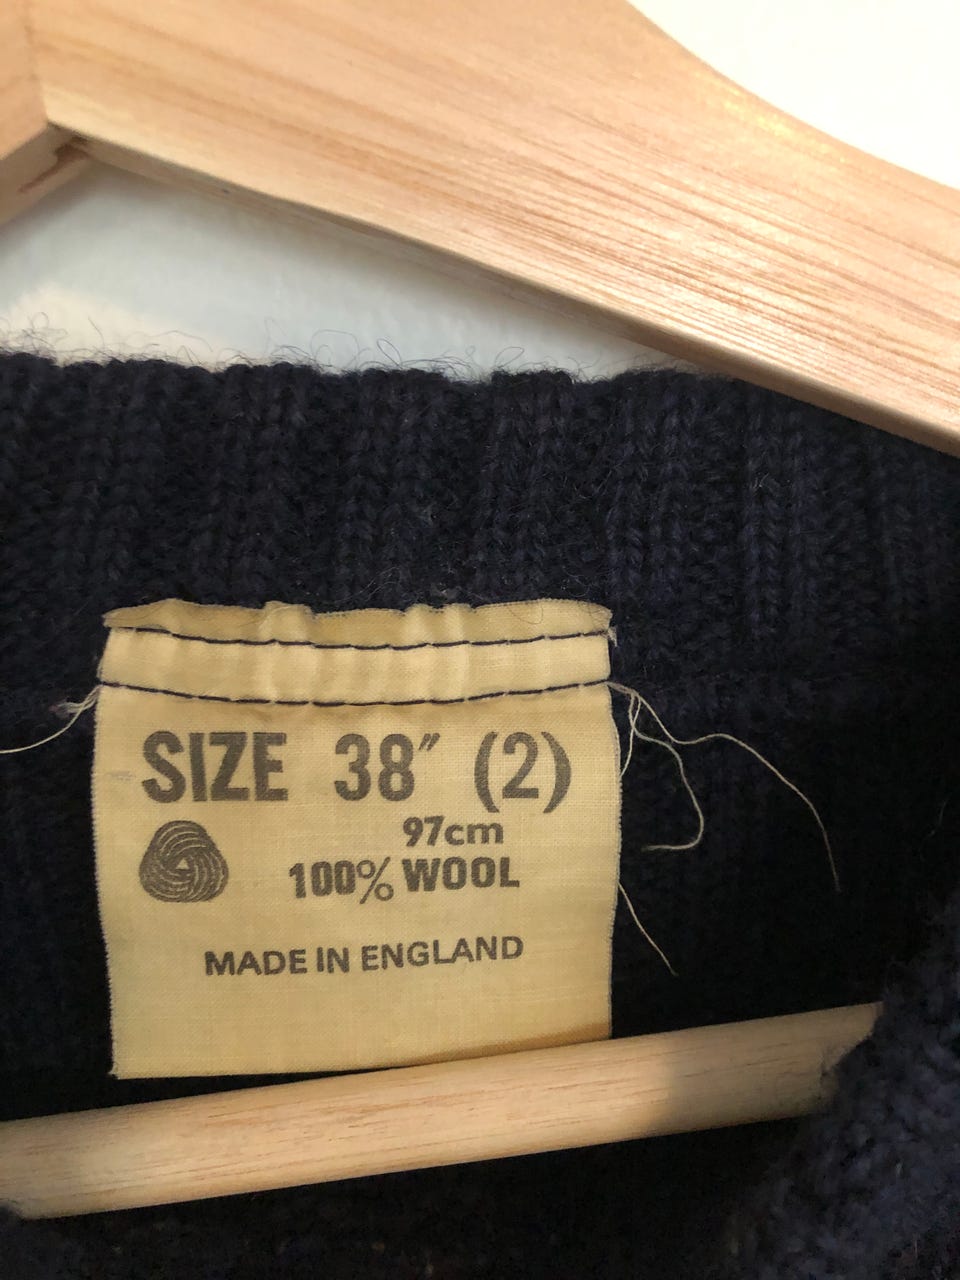 SIZE 38″ (2)
97cm
100% WOOL
MADE IN ENGLAND